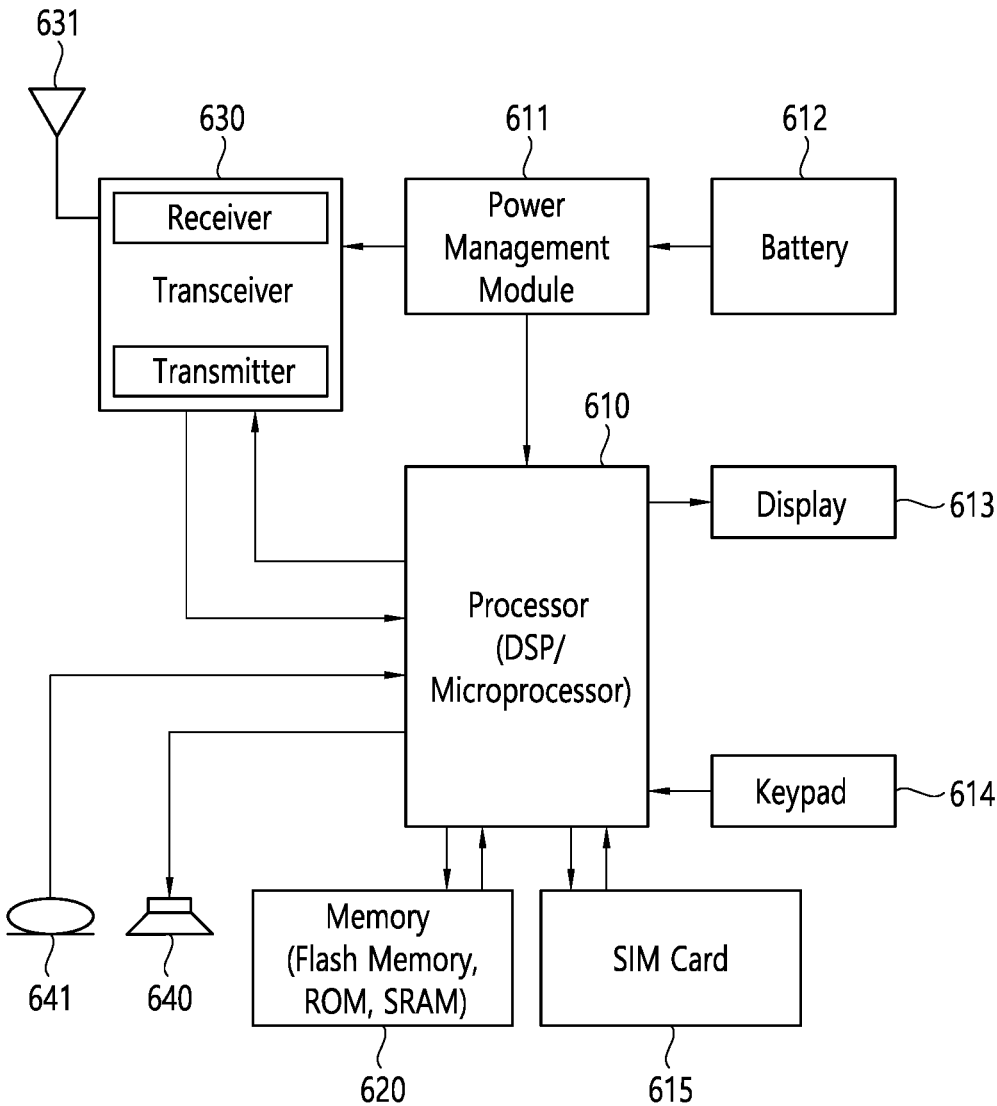 631
630
611
612
Receiver
Transceiver
Transmitter
Power
Management
Module
Battery
610
Display
613
Processor
(DSP/
Microprocessor)
Keypad
614
641
640
Memory
(Flash Memory,
ROM, SRAM)
SIM Card
620
615